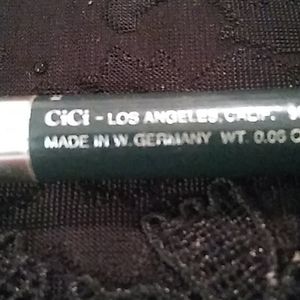 CiCi - LOS ANGELES, CALIF.
MADE IN W. GERMANY WT. 0.03